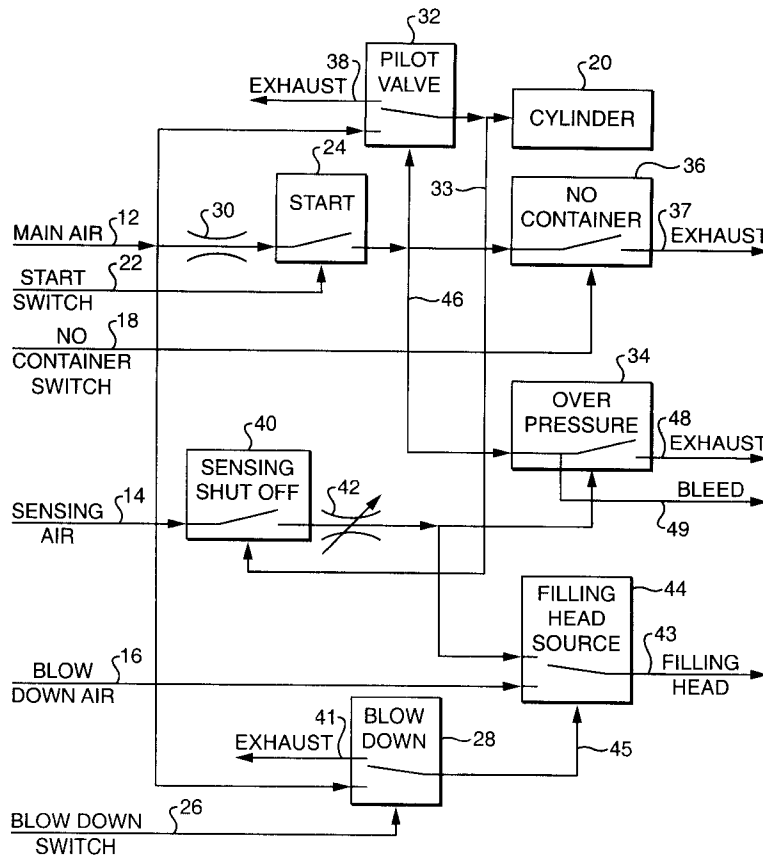 32
38
PILOT
VALVE
EXHAUST
20
CYLINDER
24
33
36
START
NO
CONTAINER
37
EXHAUST
30
MAIN AIR
12
START
SWITCH
22
46
NO
CONTAINER
SWITCH
18
34
OVER
PRESSURE
48
EXHAUST
BLEED
49
40
SENSING
SHUT OFF
42
SENSING
AIR
14
44
FILLING
HEAD
SOURCE
43
FILLING
HEAD
BLOW
DOWN AIR
16
41
EXHAUST
BLOW
DOWN
28
45
26
BLOW DOWN
SWITCH